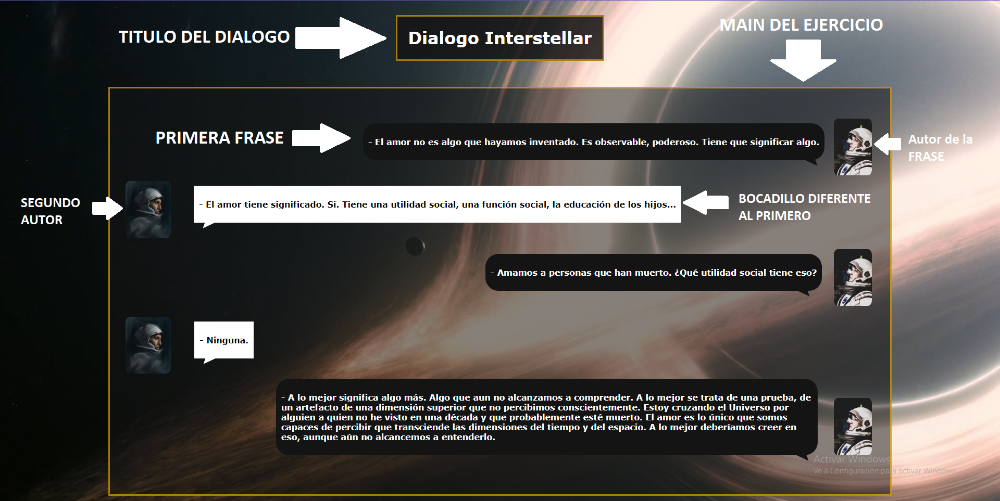 TITULO DEL DIALOGO
Dialogo Interstellar
MAIN DEL EJERCICIO
PRIMERA FRASE
- El amor no es algo que hayamos inventado. Es observable, poderoso. Tiene que significar algo.
Autor de la
FRASE
SEGUNDO
AUTOR
- El amor tiene significado. Si. Tiene una utilidad social, una función social, la educación de los hijos...
BOCADILLO DIFERENTE
AL PRIMERO
- Amamos a personas que han muerto. ¿Qué utilidad social tiene eso?
- Ninguna.
- A lo mejor significa algo más. Algo que aun no alcanzamos a comprender. A lo mejor se trata de una prueba, de
un artefacto de una dimensión superior que no percibimos conscientemente. Estoy cruzando el Universo por
alguien a quien no he visto en una década y que probablemente esté muerto. El amor es lo único que somos
capaces de percibir que transciende las dimensiones del tiempo y del espacio. A lo mejor deberíamos creer en
eso, aunque aún no alcancemos a entenderlo.
Activar Windows
Ve a Configuración para activar Windows.